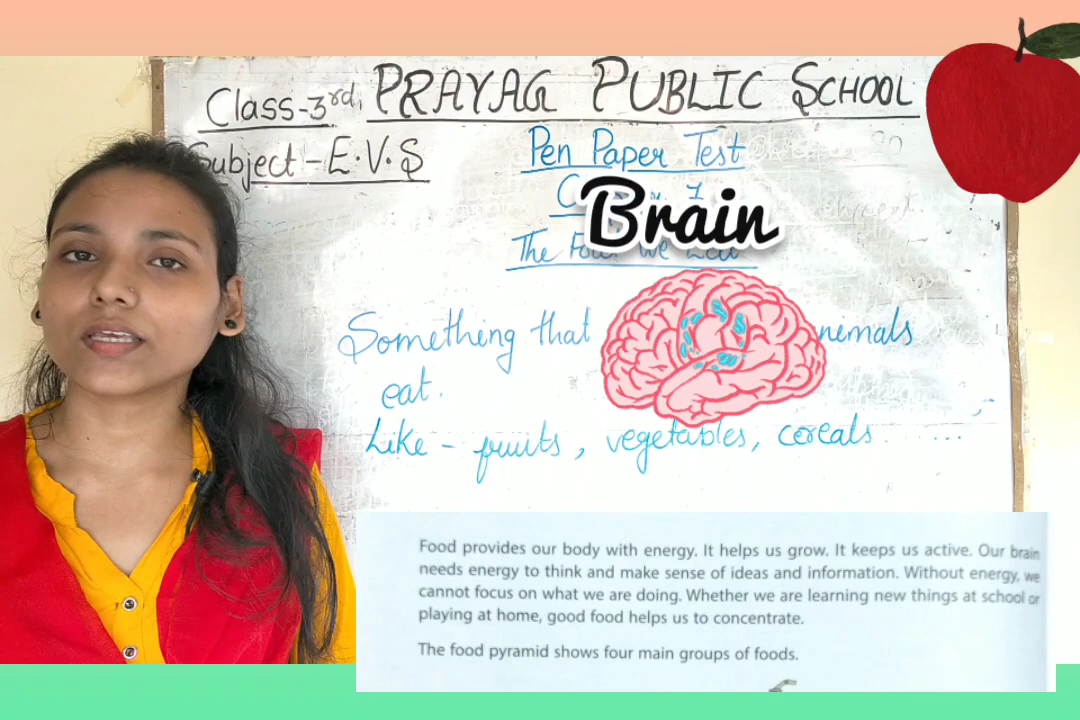 Class-3rd, PRAYAG PUBLIC SCHOOL
Subject - E.V.S
Pen Paper Test
Brain
The We
Something that
eat.
Like - fruits, vegetables, cereals.....
Food provides our body with energy. It helps us grow. It keeps us active. Our brain
needs energy to think and make sense of ideas and information. Without energy, we
cannot focus on what we are doing. Whether we are learning new things at school or
playing at home, good food helps us to concentrate.
The food pyramid shows four main groups of foods.